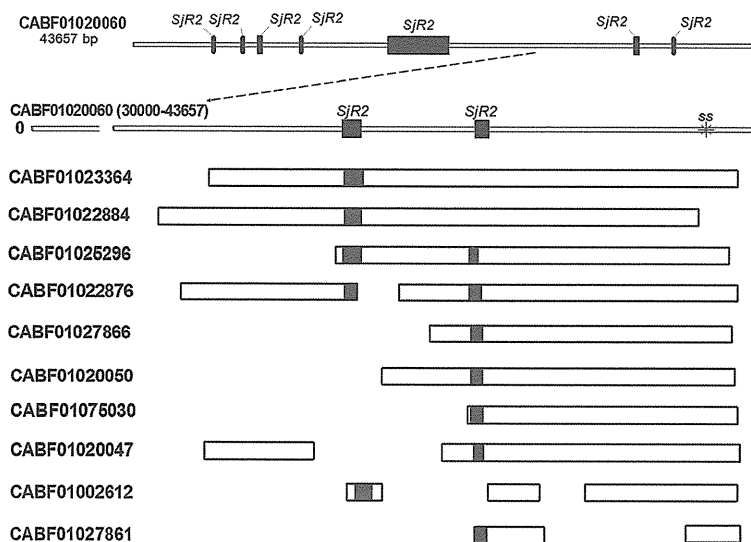 CABF01020060
43657 bp
SjR2 SjR2 SjR2 SjR2 SjR2 SjR2 SjR2
CABF01020060 (30000-43657)
0
SjR2 SjR2 ss
CABF01023364
CABF01022884
CABF01025296
CABF01022876
CABF01027866
CABF01020050
CABF01075030
CABF01020047
CABF01002612
CABF01027861